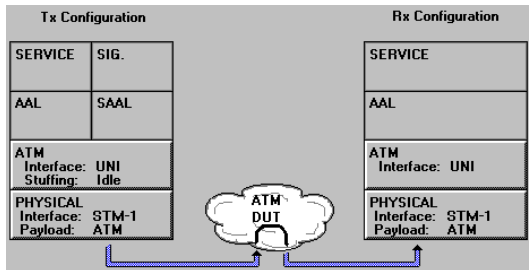 Tx Configuration
SERVICE SIG.
AAL SAAL
ATM
Interface: UNI
Stuffing: Idle
PHYSICAL
Interface: STM-1
Payload: ATM
ATM
DUT
Rx Configuration
SERVICE
AAL
ATM
Interface: UNI
PHYSICAL
Interface: STM-1
Payload: ATM